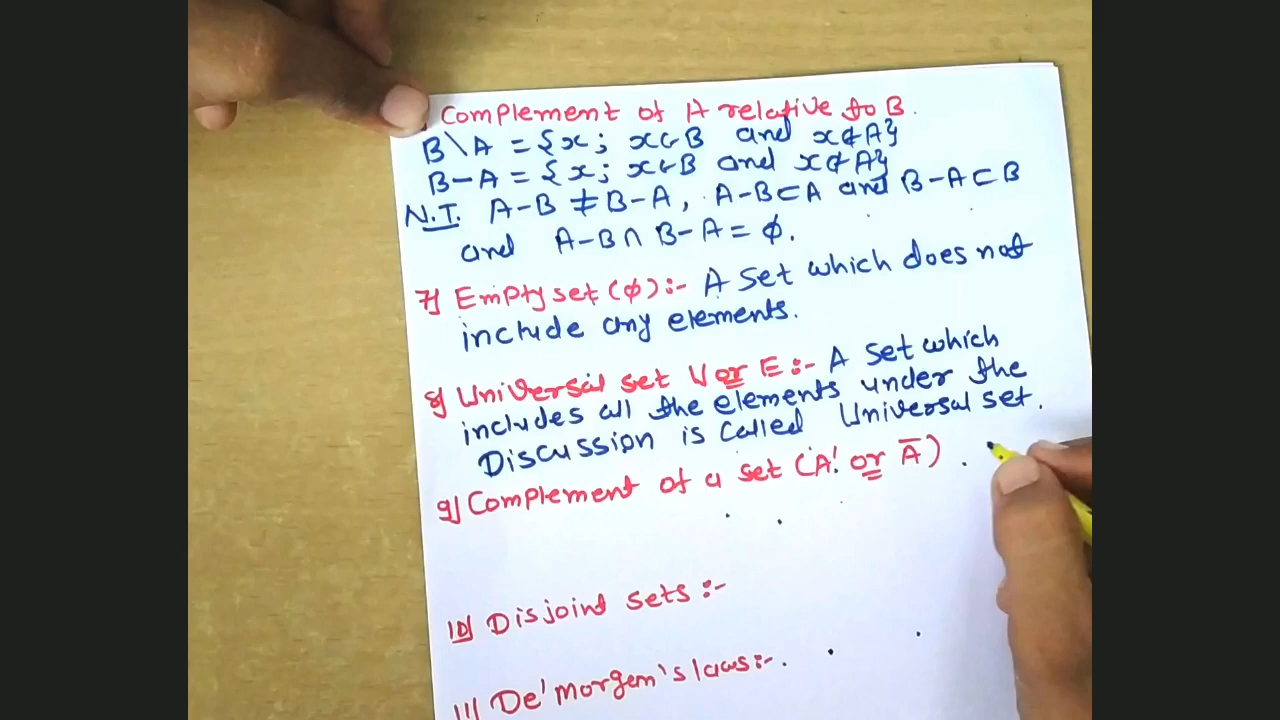 Complement of A relative to B.
B\A = {x; x∈B and x∉A}
B-A = {x; x∈B and x∉A}
N.T. A-B ≠ B-A, A-B⊂A and B-A⊂B
and A-B ∩ B-A = ϕ.
7) Empty set (ϕ):- A set which does not
include any elements.
8) Universal set U or E:- A set which
includes all the elements under the
Discussion is called Universal set.
9) Complement of a set (A' or A̅)
10) Disjoint sets:-
11) De'morgem's laws:-